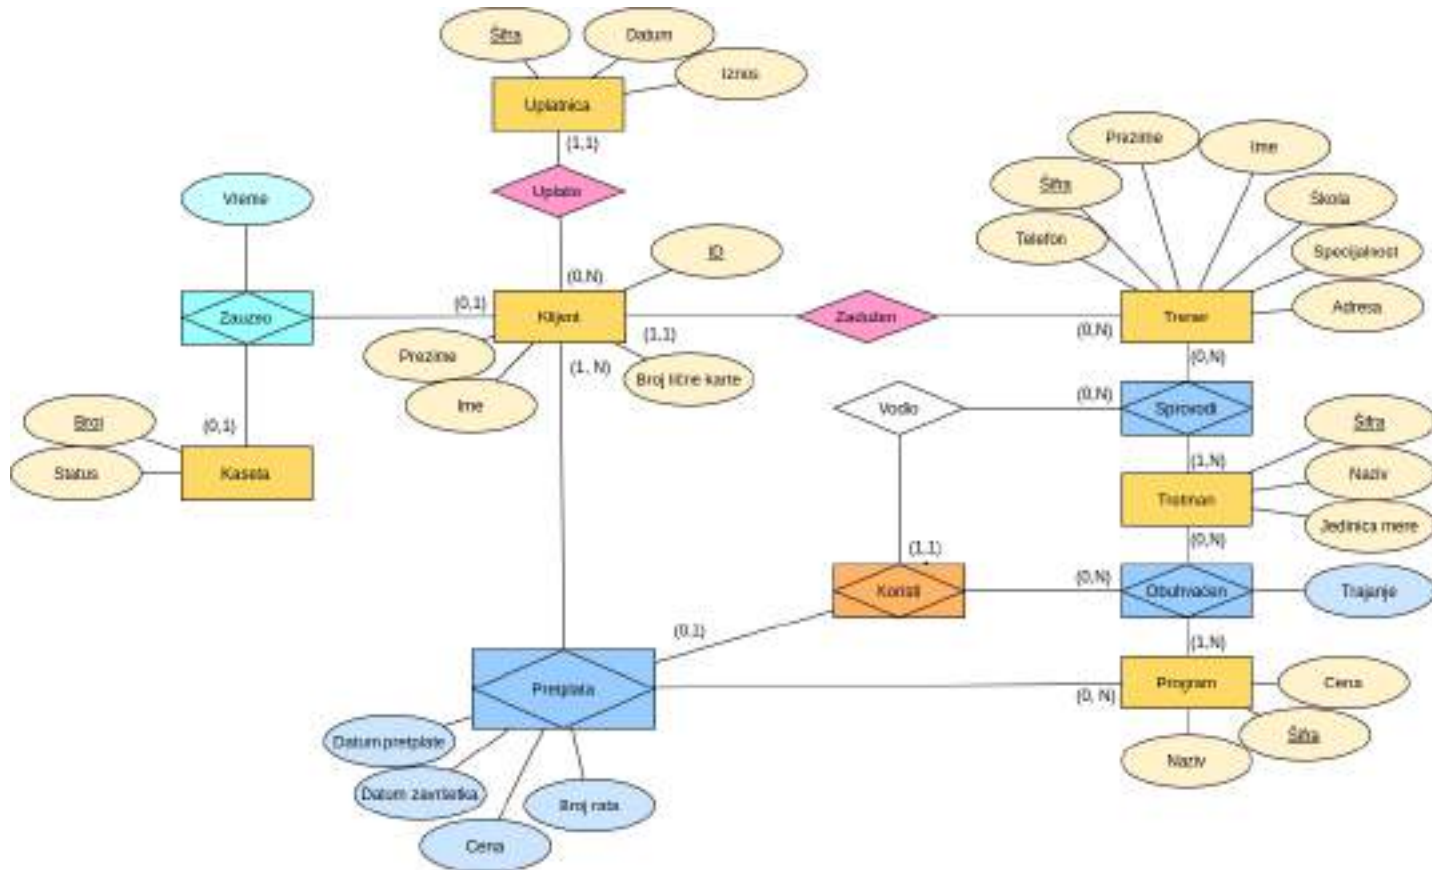 Šifra
Datum
Iznos
Uplatnica
(1,1)
Uplatio
Vreme
Prezime
Ime
Šifra
Škola
Telefon
ID
Specijalnost
Adresa
(0,N)
(0,1)
Zauzeo
Klijent
Zadužen
Trener
(1,1)
(0,N)
(0,N)
Prezime
(1, N)
Broj lične karte
Ime
Vodio
(0,N)
Sprovodi
Broj
(0,1)
Šifra
(1,N)
Status
Kaseta
Naziv
Jedinica mere
(0,N)
(1,1)
(0,N)
Koristi
Obuhvaćen
Trajanje
(0,1)
(1,N)
Pretplata
Program
Cena
(0, N)
Šifra
Naziv
Datum pretplate
Datum završetka
Broj rata
Cena